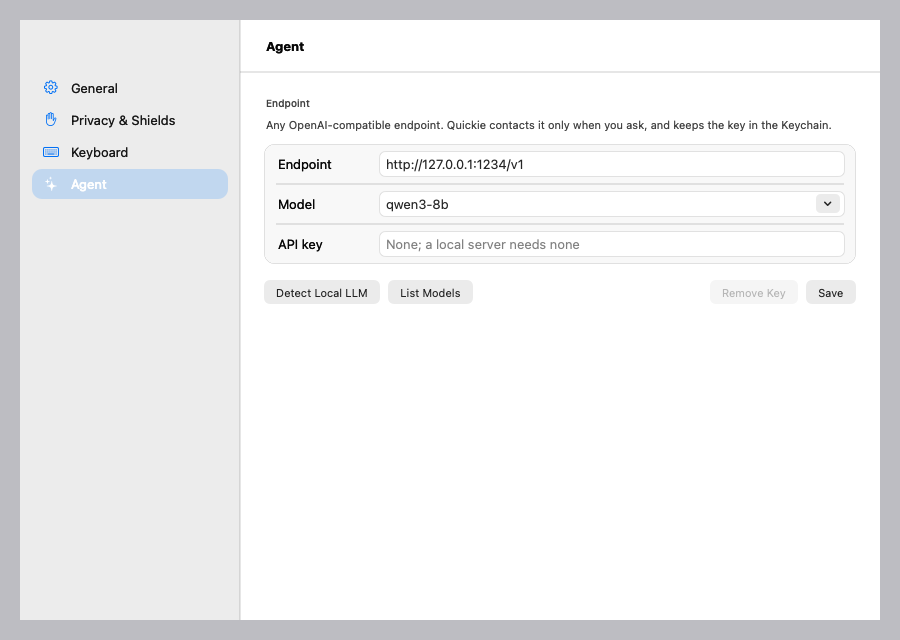 General
Privacy & Shields
Keyboard
Agent
Agent
Endpoint
Any OpenAI-compatible endpoint. Quickie contacts it only when you ask, and keeps the key in the Keychain.
Endpoint http://127.0.0.1:1234/v1
Model qwen3-8b
API key None; a local server needs none
Detect Local LLM List Models Remove Key Save